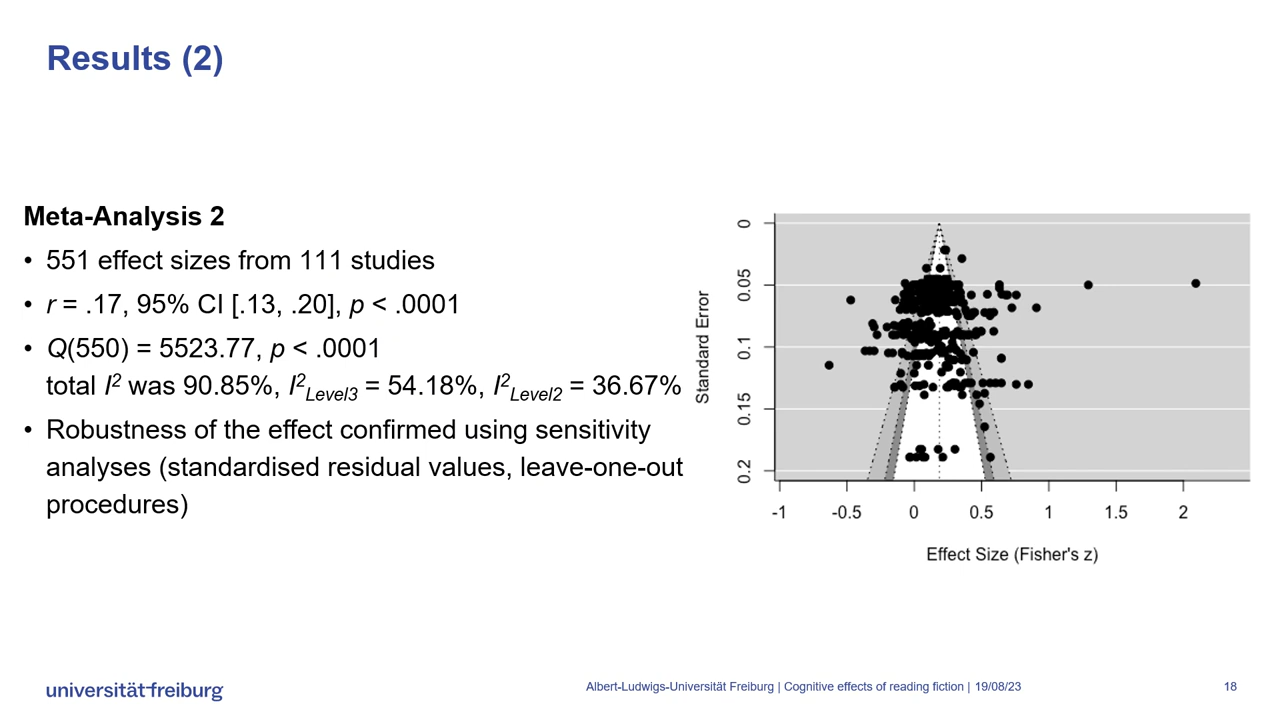 Results (2)
Meta-Analysis 2
• 551 effect sizes from 111 studies
• r = .17, 95% CI [.13, .20], p < .0001
• Q(550) = 5523.77, p < .0001
total I² was 90.85%, I²Level3 = 54.18%, I²Level2 = 36.67%
• Robustness of the effect confirmed using sensitivity
analyses (standardised residual values, leave-one-out
procedures)
Standard Error
0
0.05
0.1
0.15
0.2
-1 -0.5 0 0.5 1 1.5 2
Effect Size (Fisher's z)
universität freiburg
Albert-Ludwigs-Universität Freiburg | Cognitive effects of reading fiction | 19/08/23
18